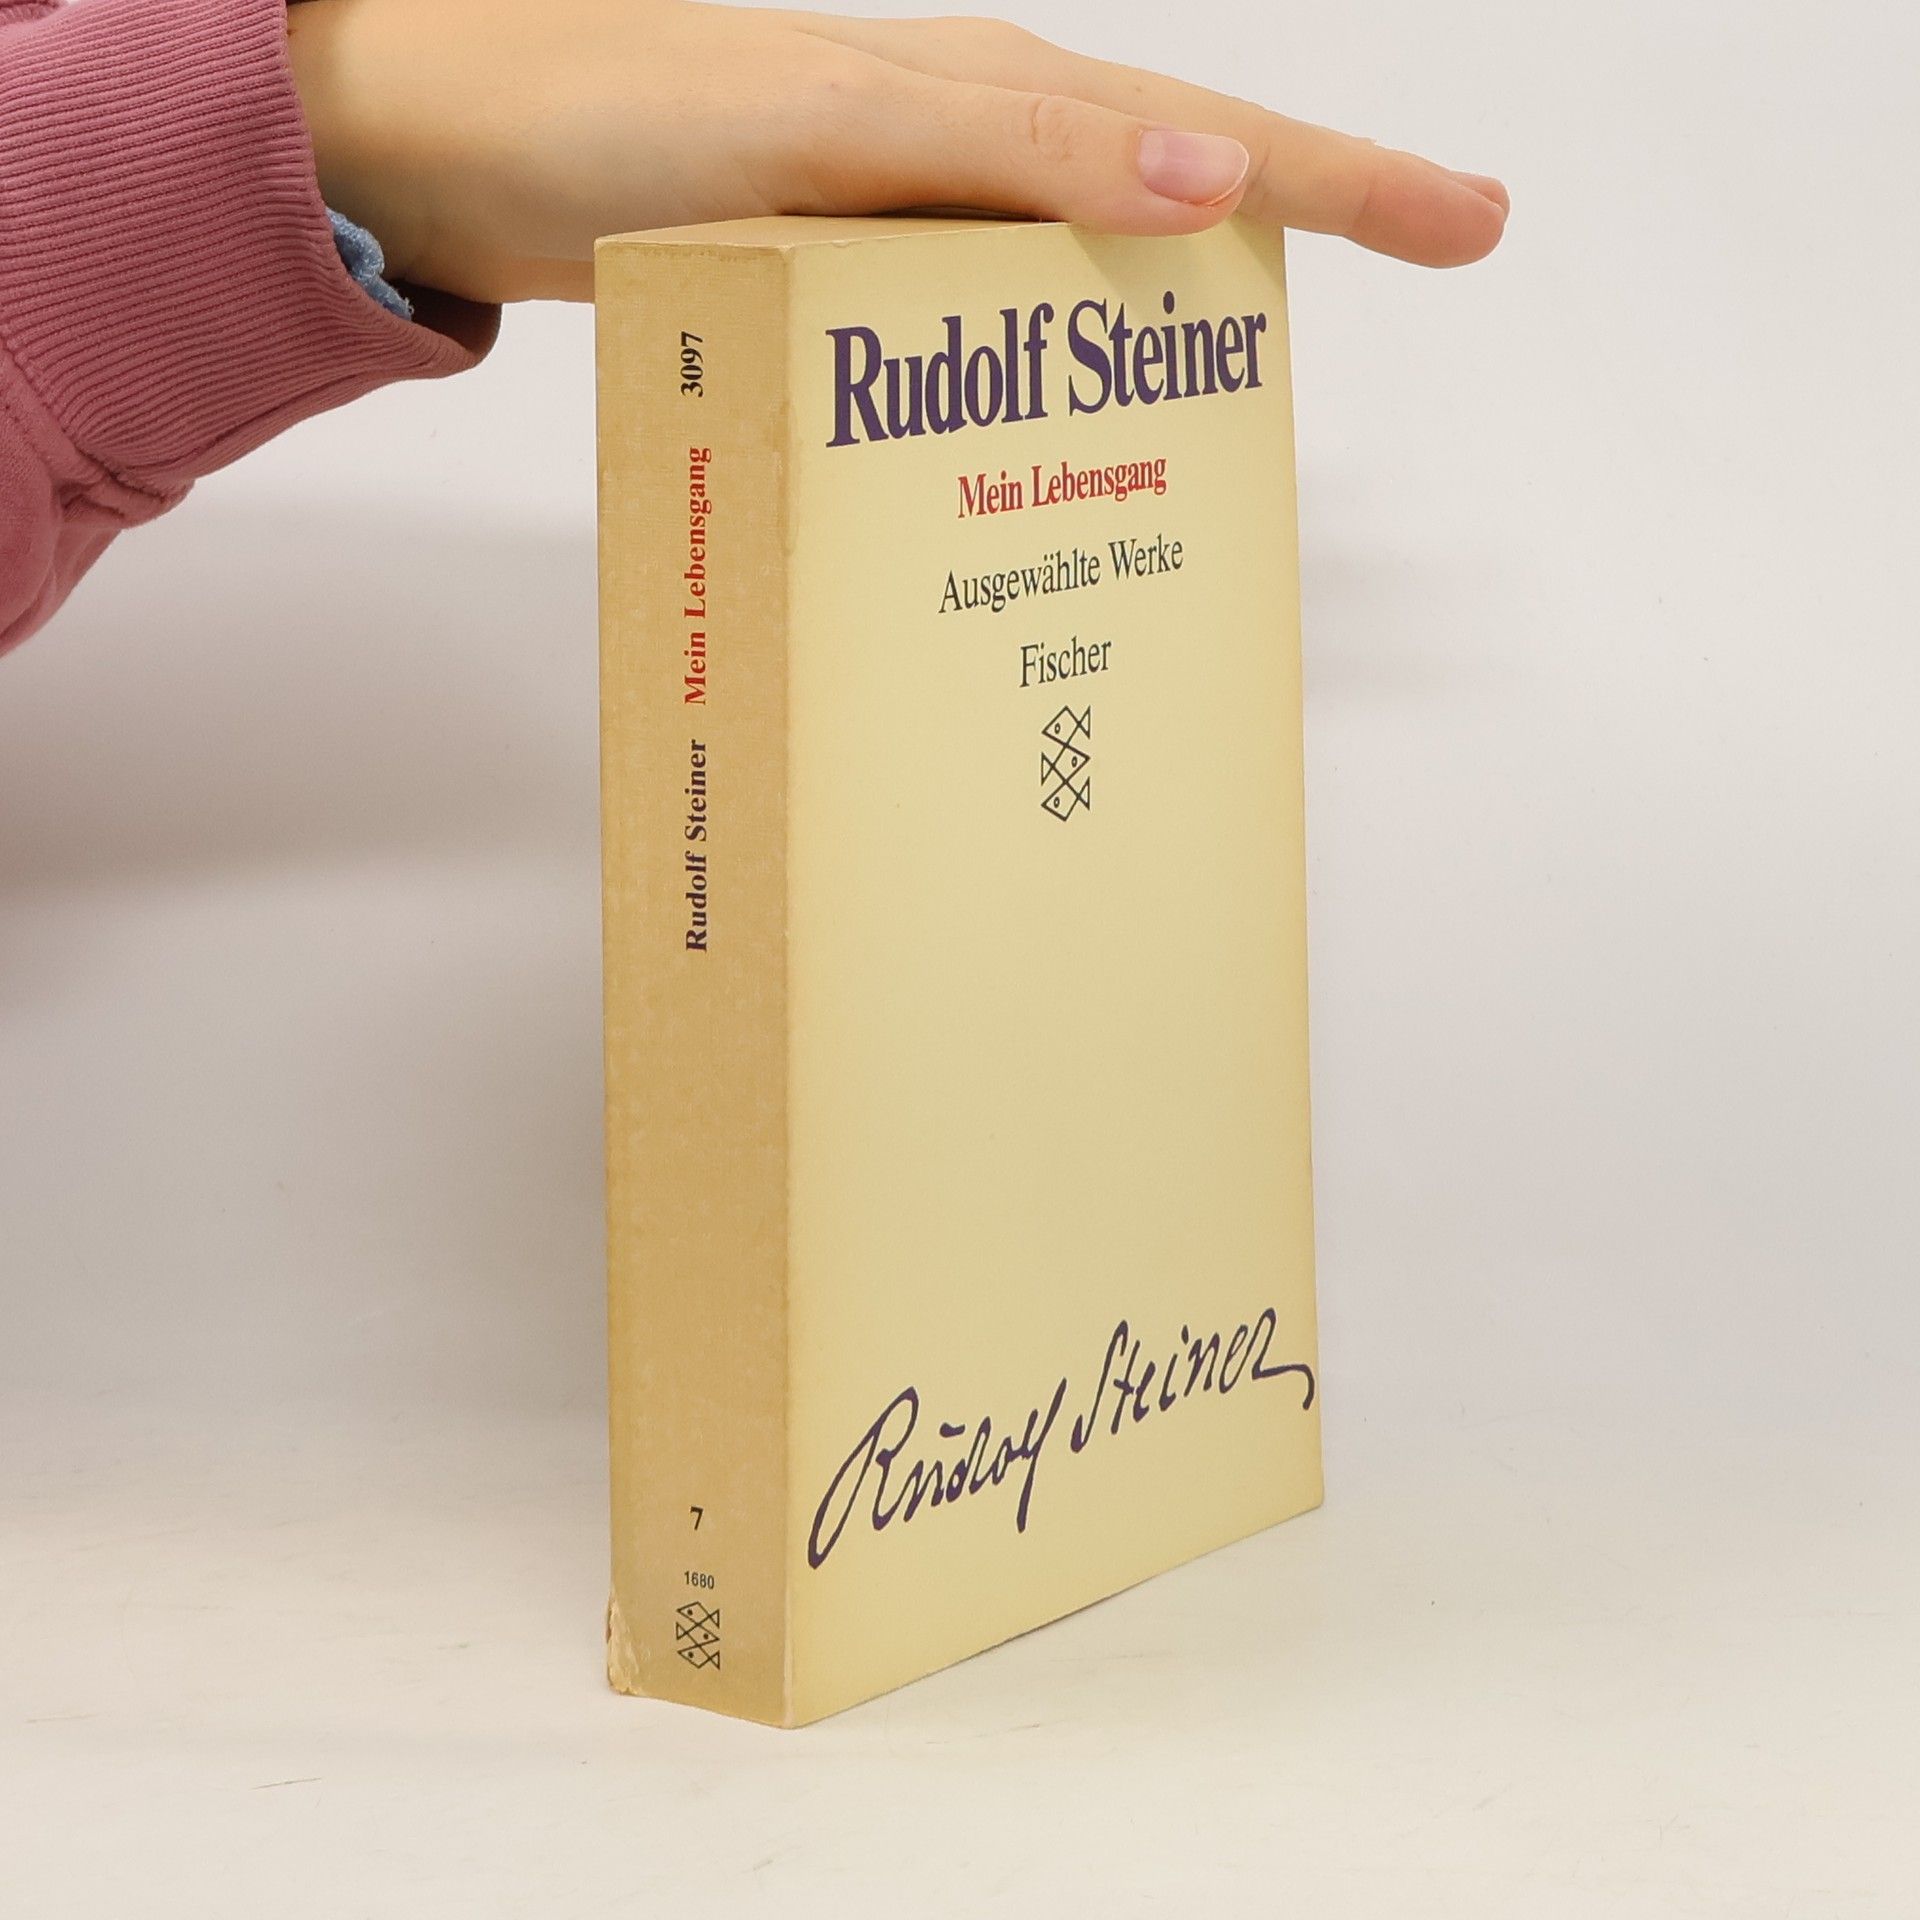 Rudolf Steiner
Mein Lebensgang
Ausgewählte Werke
Fischer
Rudolf Steiner
Rudolf Steiner Mein Lebensgang 3097
7
1680